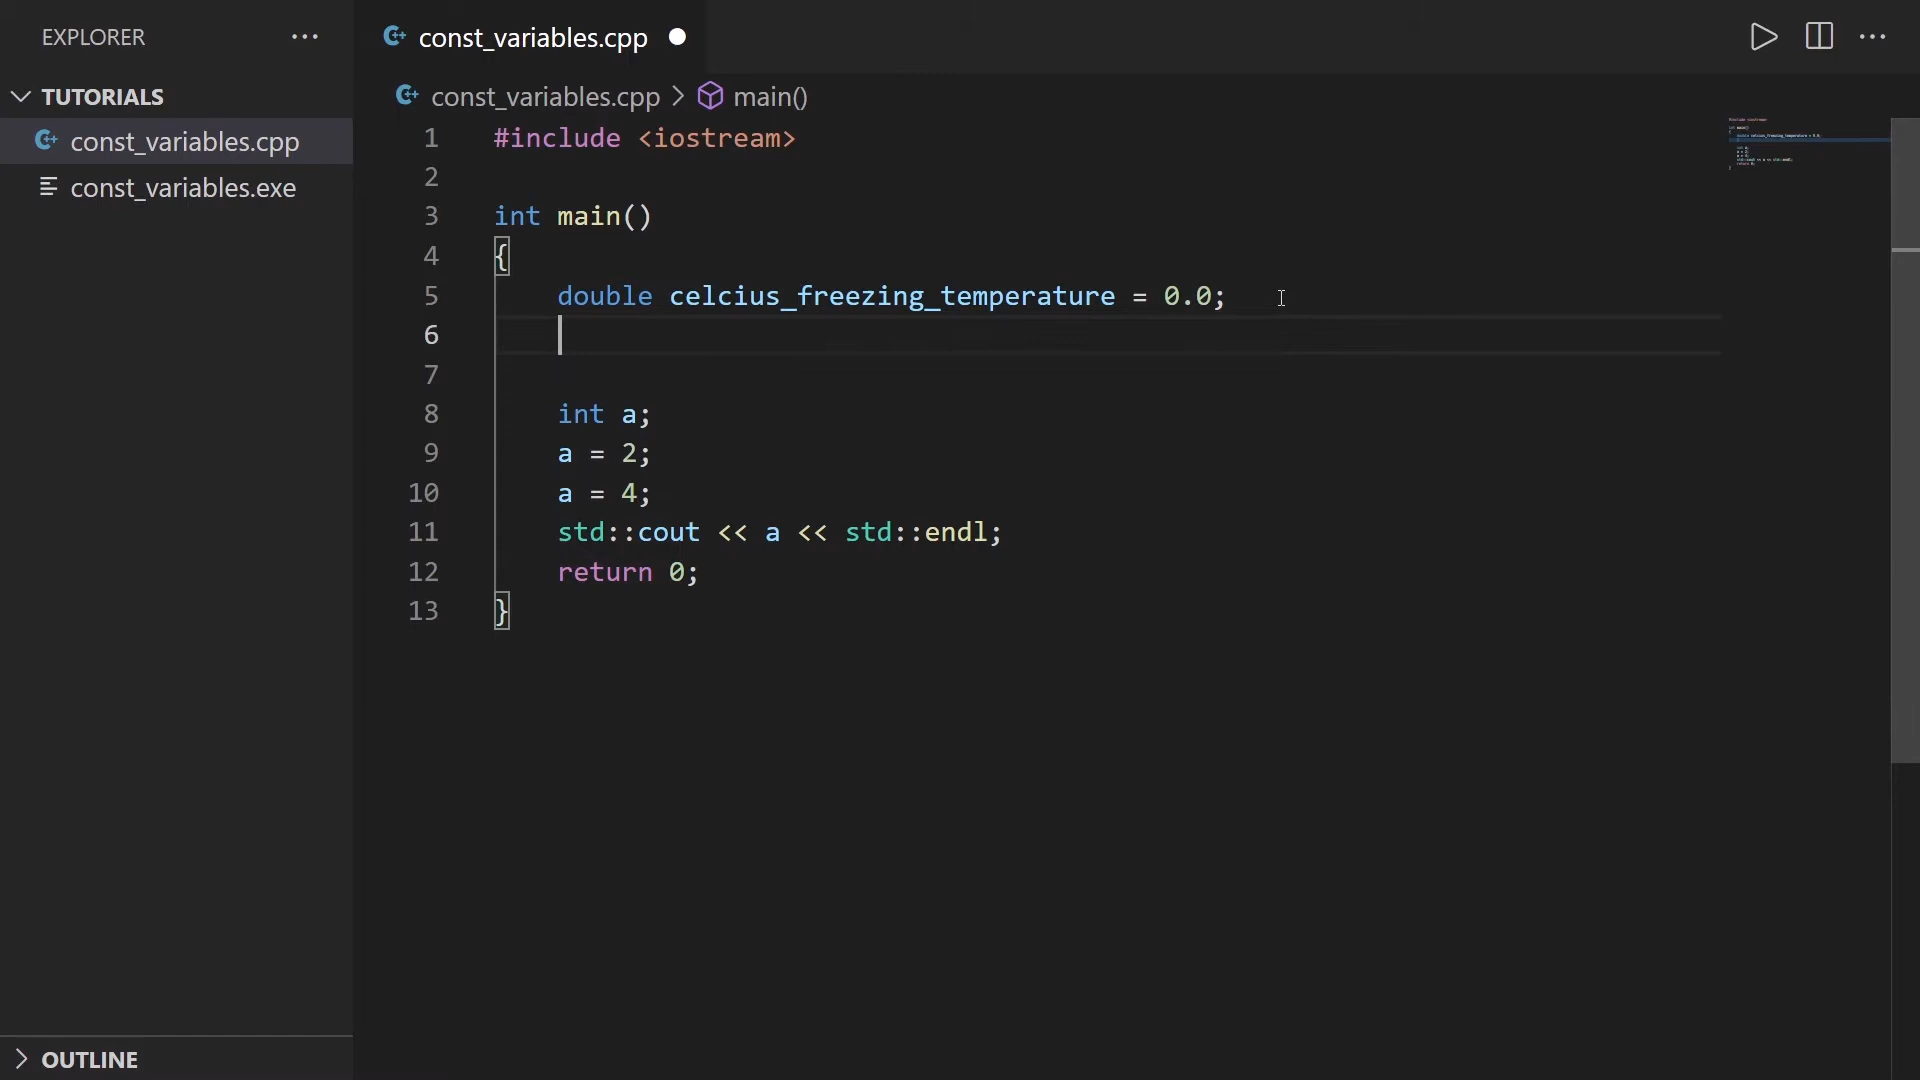 EXPLORER
TUTORIALS
const_variables.cpp
const_variables.exe
OUTLINE
const_variables.cpp
const_variables.cpp > main()
1 #include <iostream>
2
3 int main()
4 {
5 double celcius_freezing_temperature = 0.0;
6
7
8 int a;
9 a = 2;
10 a = 4;
11 std::cout << a << std::endl;
12 return 0;
13 }